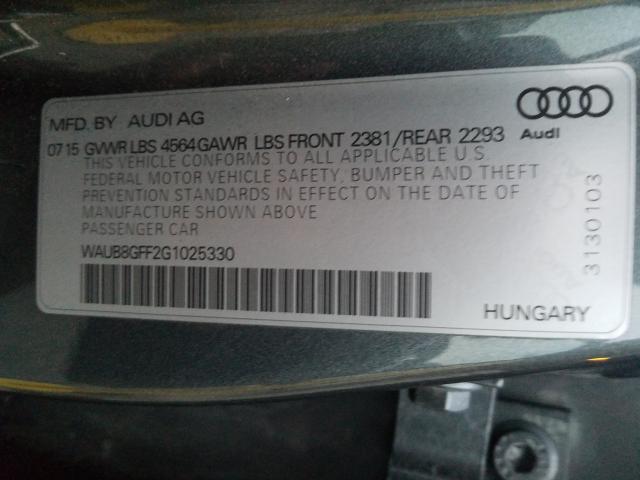 MFD. BY AUDI AG
0715 GVWR LBS 4564 GAWR LBS FRONT 2381/REAR 2293
Audi
THIS VEHICLE CONFORMS TO ALL APPLICABLE U.S.
FEDERAL MOTOR VEHICLE SAFETY, BUMPER AND THEFT
PREVENTION STANDARDS IN EFFECT ON THE DATE OF
MANUFACTURE SHOWN ABOVE
PASSENGER CAR
WAUB8GFF2G1025330
HUNGARY
3130103